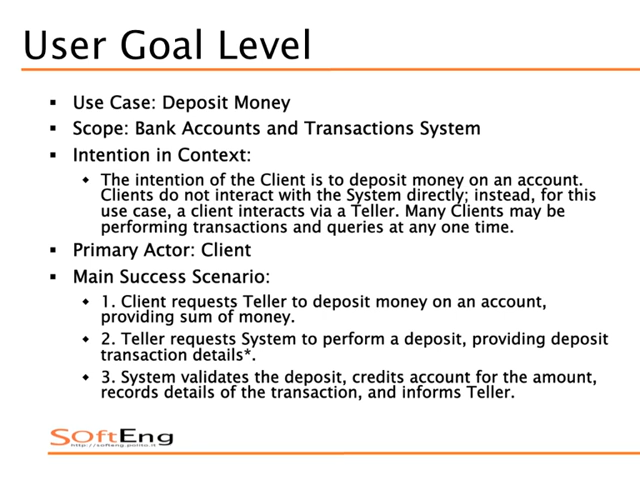 User Goal Level
▪ Use Case: Deposit Money
▪ Scope: Bank Accounts and Transactions System
▪ Intention in Context:
◆ The intention of the Client is to deposit money on an account.
Clients do not interact with the System directly; instead, for this
use case, a client interacts via a Teller. Many Clients may be
performing transactions and queries at any one time.
▪ Primary Actor: Client
▪ Main Success Scenario:
◆ 1. Client requests Teller to deposit money on an account,
providing sum of money.
◆ 2. Teller requests System to perform a deposit, providing deposit
transaction details*.
◆ 3. System validates the deposit, credits account for the amount,
records details of the transaction, and informs Teller.
SOftEng
http://softeng.polito.it